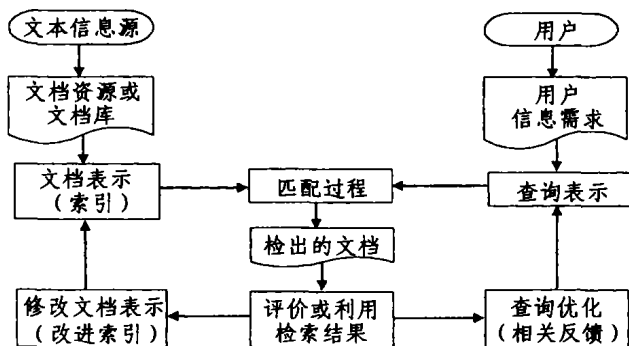 文本信息源
用户
文档资源或
文档库
用户
信息需求
文档表示
（索引）
匹配过程
查询表示
检出的文档
修改文档表示
（改进索引）
评价或利用
检索结果
查询优化
（相关反馈）